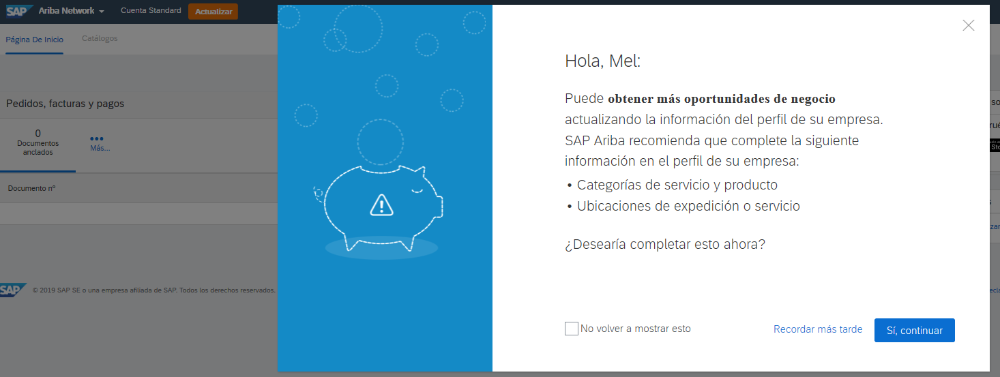 SAP Ariba Network Cuenta Standard Actualizar
Página De Inicio Catálogos
Pedidos, facturas y pagos
0
Documentos
anclados
Más...
Documento nº
SAP © 2019 SAP SE o una empresa afiliada de SAP. Todos los derechos reservados.
Hola, Mel:
Puede obtener más oportunidades de negocio
actualizando la información del perfil de su empresa.
SAP Ariba recomienda que complete la siguiente
información en el perfil de su empresa:
• Categorías de servicio y producto
• Ubicaciones de expedición o servicio
¿Desearía completar esto ahora?
No volver a mostrar esto Recordar más tarde Sí, continuar